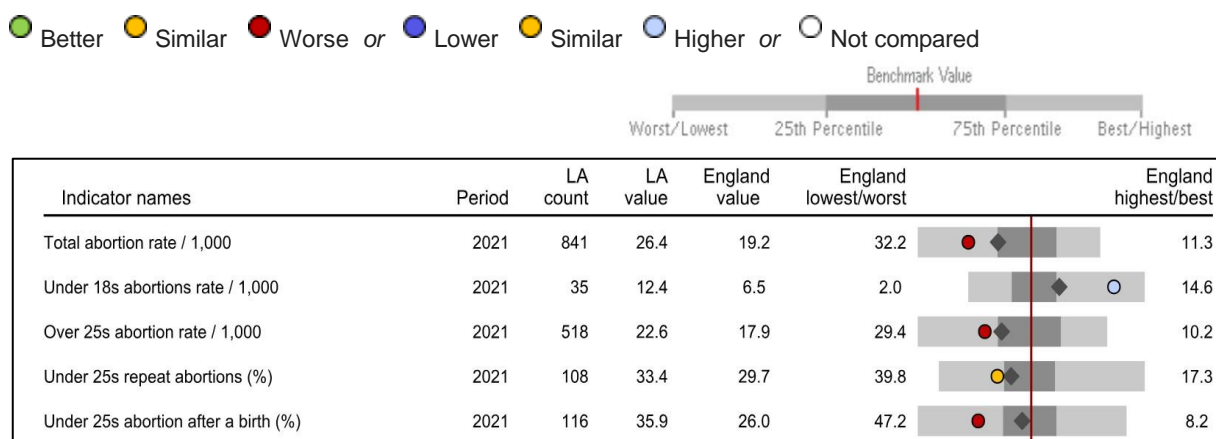 Better Similar Worse or Lower Similar Higher or Not compared
Benchmark Value
Worst/Lowest 25th Percentile 75th Percentile Best/Highest
Indicator names Period LA count LA value England value England lowest/worst England highest/best
Total abortion rate / 1,000 2021 841 26.4 19.2 32.2 11.3
Under 18s abortions rate / 1,000 2021 35 12.4 6.5 2.0 14.6
Over 25s abortion rate / 1,000 2021 518 22.6 17.9 29.4 10.2
Under 25s repeat abortions (%) 2021 108 33.4 29.7 39.8 17.3
Under 25s abortion after a birth (%) 2021 116 35.9 26.0 47.2 8.2